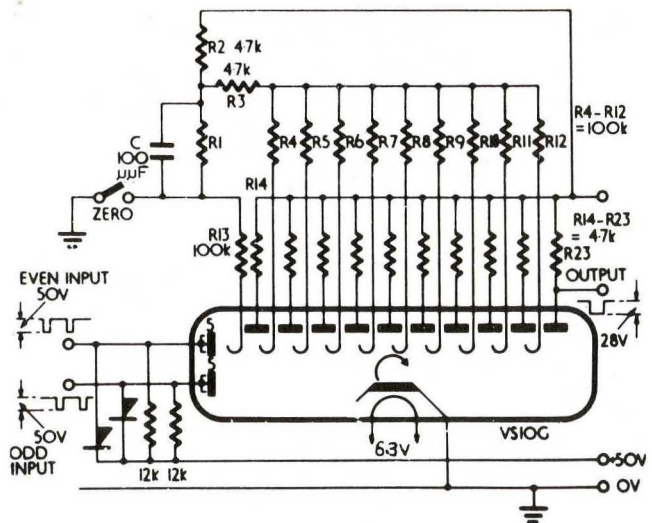 R2 4·7k
4·7k
R3
C
100
μμF
R1
R4
R5
R6
R7
R8
R9
R10
R11
R12
R4–R12
=100k
ZERO
R14
R13
100k
R14–R23
= 4·7k
R23
OUTPUT
28V
EVEN INPUT
50V
S
S
50V
ODD
INPUT
12k 12k
6·3V
VS10G
+50V
0V